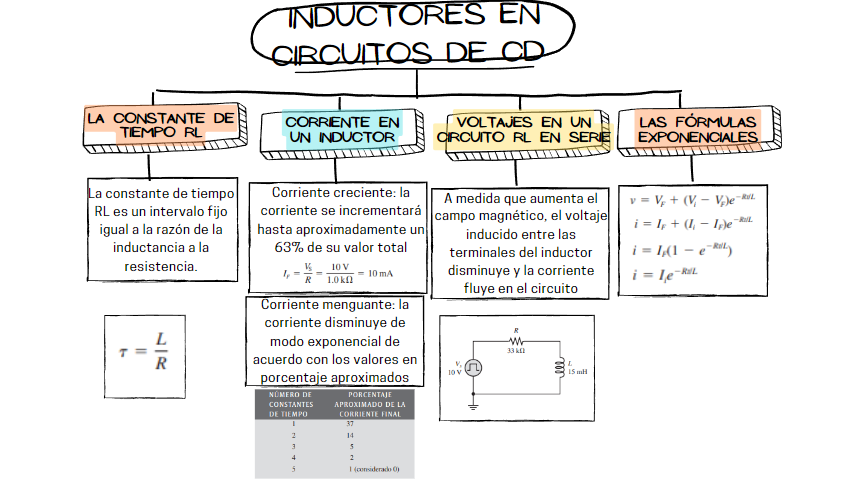 INDUCTORES EN
CIRCUITOS DE CD
LA CONSTANTE DE
TIEMPO RL
La constante de tiempo
RL es un intervalo fijo
igual a la razón de la
inductancia a la
resistencia.
τ = L/R
CORRIENTE EN
UN INDUCTOR
Corriente creciente: la
corriente se incrementará
hasta aproximadamente un
63% de su valor total
I_F = V_S/R = 10 V/1.0 kΩ = 10 mA
Corriente menguante: la
corriente disminuye de
modo exponencial de
acuerdo con los valores en
porcentaje aproximados
NÚMERO DE CONSTANTES DE TIEMPO PORCENTAJE APROXIMADO DE LA CORRIENTE FINAL
1 37
2 14
3 5
4 2
5 1 (considerado 0)
VOLTAJES EN UN
CIRCUITO RL EN SERIE
A medida que aumenta el
campo magnético, el voltaje
inducido entre las
terminales del inductor
disminuye y la corriente
fluye en el circuito
R
33 kΩ
V_s
10 V
L
15 mH
LAS FÓRMULAS
EXPONENCIALES
v = V_F + (V_i − V_F)e^−Rt/L
i = I_F + (I_i − I_F)e^−Rt/L
i = I_F(1 − e^−Rt/L)
i = I_i e^−Rt/L